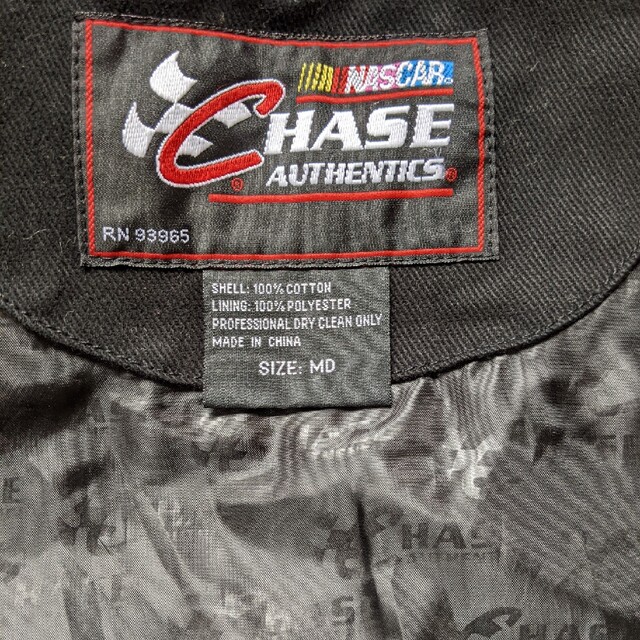 NASCAR
CHASE
AUTHENTICS
RN 93965
SHELL: 100% COTTON
LINING: 100% POLYESTER
PROFESSIONAL DRY CLEAN ONLY
MADE IN CHINA
SIZE: MD
CHAS